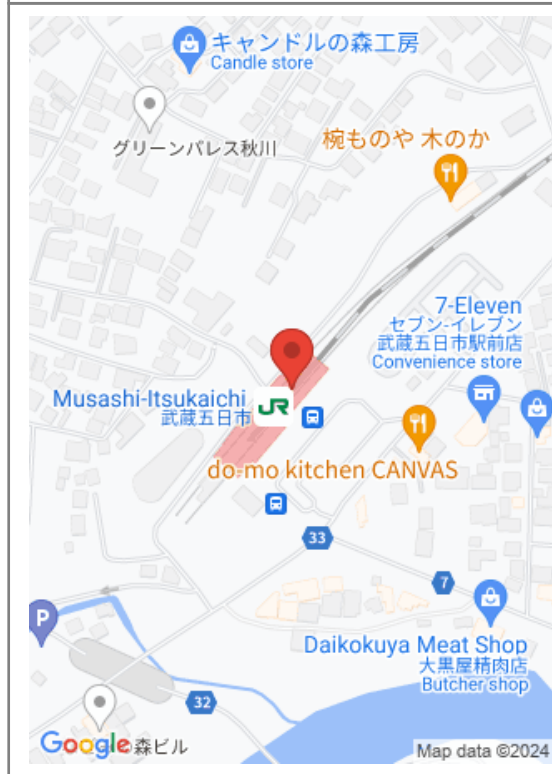 キャンドルの森工房
Candle store
グリーンパレス秋川
椀ものや 木のか
7-Eleven
セブン-イレブン
武蔵五日市駅前店
Convenience store
Musashi-Itsukaichi
武蔵五日市
JR
do-mo kitchen CANVAS
33
7
P
Daikokuya Meat Shop
大黒屋精肉店
Butcher shop
32
Google
森ビル
Map data ©2024